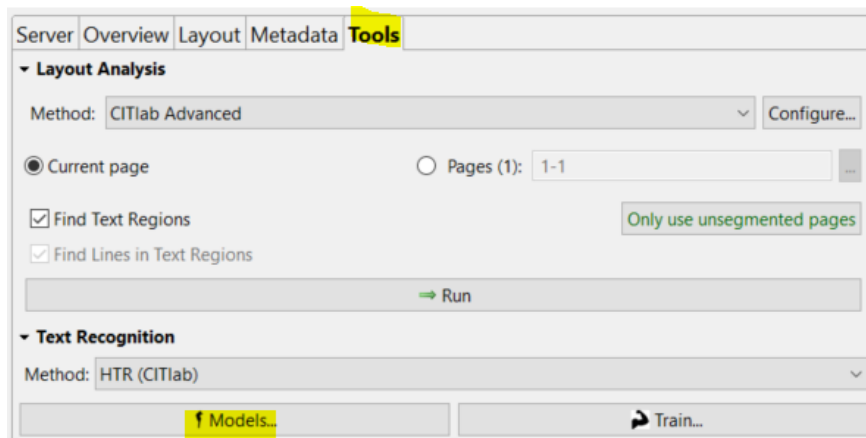 Server Overview Layout Metadata Tools
Layout Analysis
Method: CITlab Advanced Configure...
Current page Pages (1): 1-1 ...
Find Text Regions Only use unsegmented pages
Find Lines in Text Regions
⇒ Run
Text Recognition
Method: HTR (CITlab)
Models... Train...